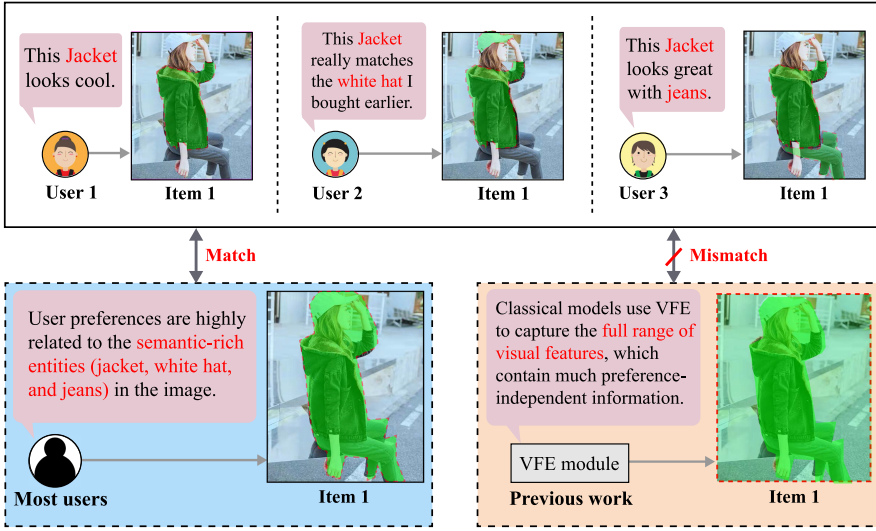 This Jacket
looks cool.
User 1
Item 1
This Jacket
really matches
the white hat I
bought earlier.
User 2
Item 1
This Jacket
looks great
with jeans.
User 3
Item 1
Match
Mismatch
User preferences are highly
related to the semantic-rich
entities (jacket, white hat,
and jeans) in the image.
Most users
Item 1
Classical models use VFE
to capture the full range of
visual features, which
contain much preference-
independent information.
VFE module
Previous work
Item 1